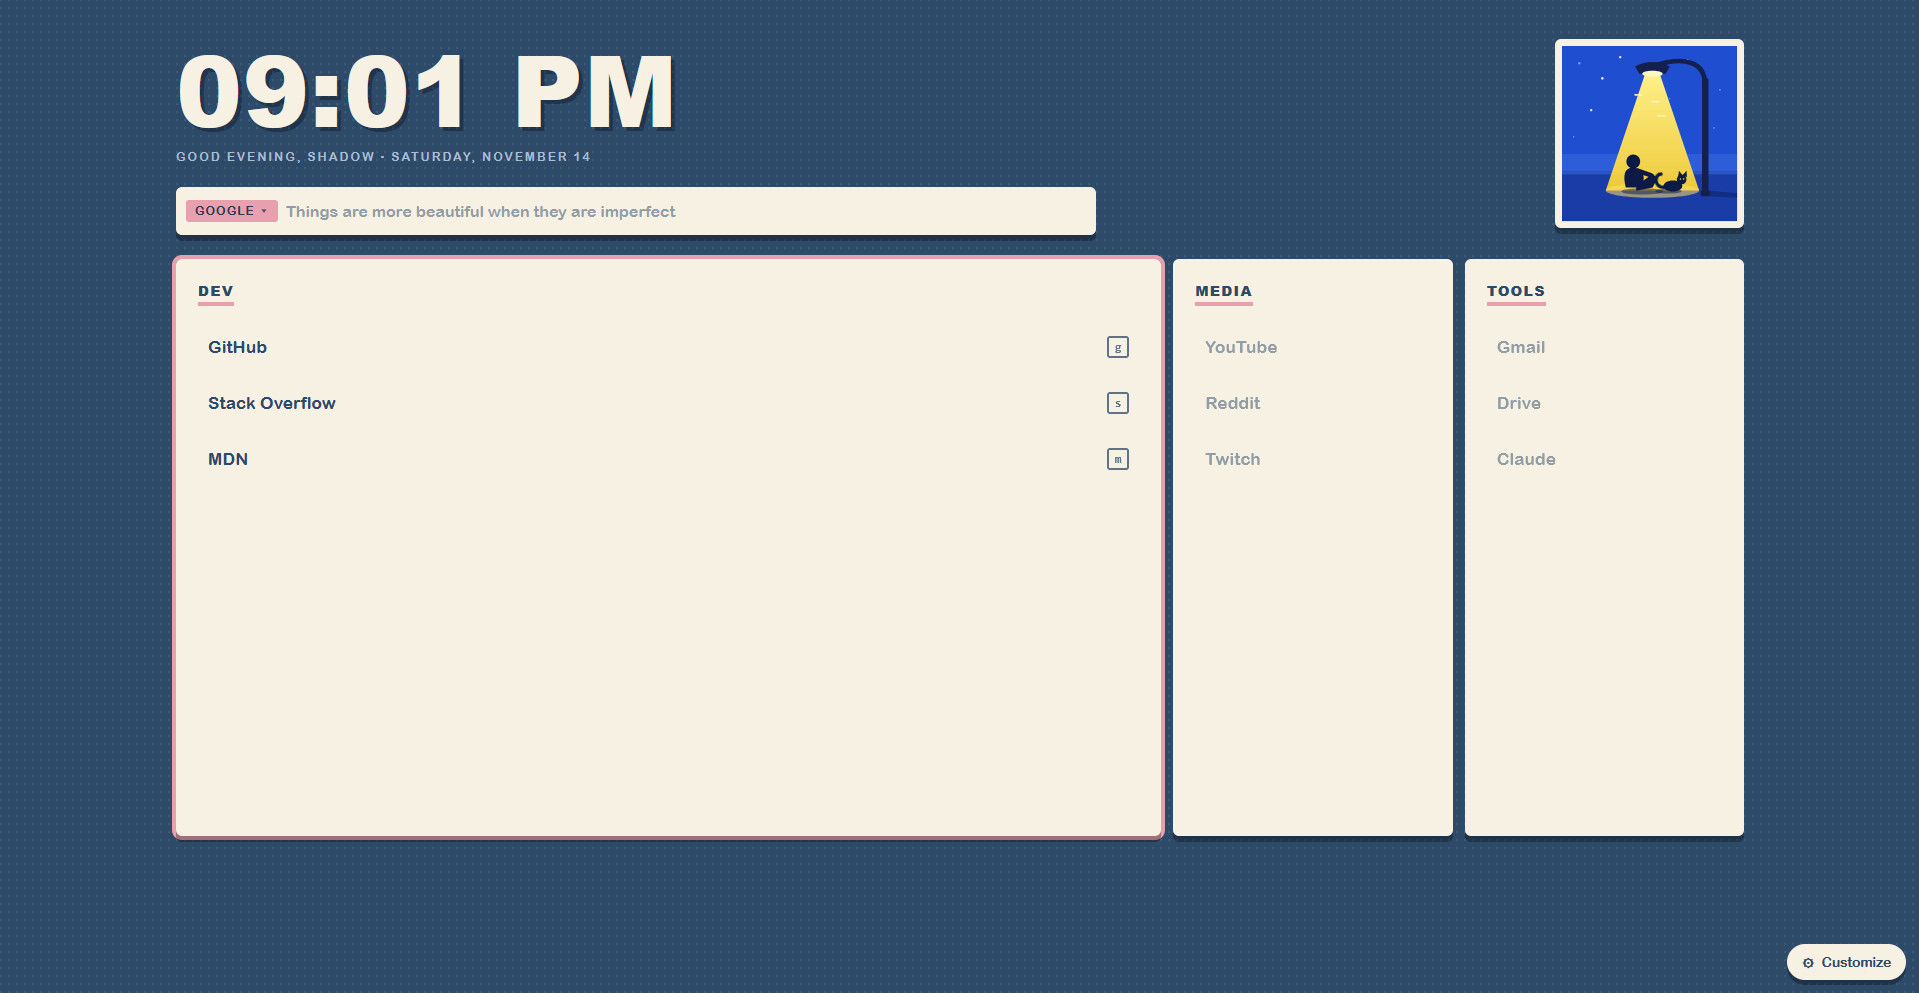 09:01 PM
GOOD EVENING, SHADOW - SATURDAY, NOVEMBER 14
GOOGLE
Things are more beautiful when they are imperfect
DEV
GitHub g
Stack Overflow s
MDN m
MEDIA
YouTube
Reddit
Twitch
TOOLS
Gmail
Drive
Claude
Customize